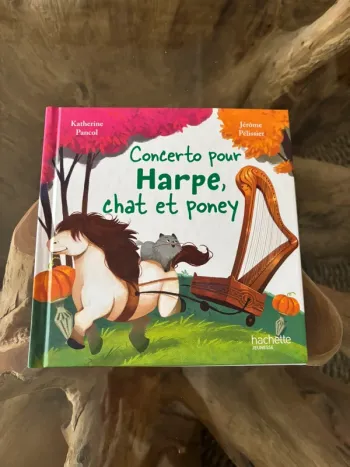 Katherine
Pancol
Jérôme
Pélissier
Concerto pour
Harpe,
chat et poney
hachette
JEUNESSE